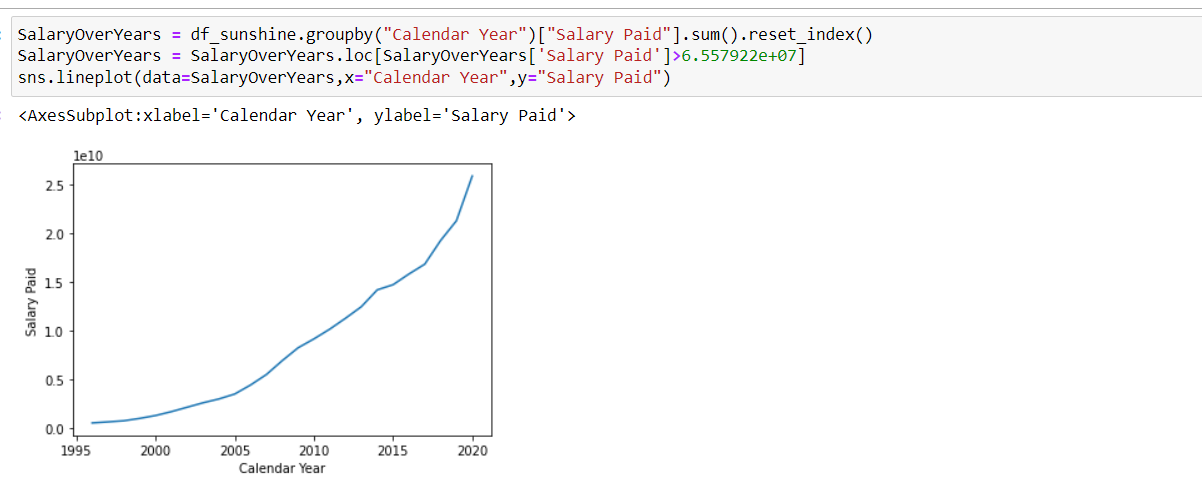 SalaryOverYears = df_sunshine.groupby("Calendar Year")["Salary Paid"].sum().reset_index()
SalaryOverYears = SalaryOverYears.loc[SalaryOverYears['Salary Paid']>6.557922e+07]
sns.lineplot(data=SalaryOverYears,x="Calendar Year",y="Salary Paid")
<AxesSubplot:xlabel='Calendar Year', ylabel='Salary Paid'>
1e10
2.5
2.0
1.5
1.0
0.5
0.0
Salary Paid
1995 2000 2005 2010 2015 2020
Calendar Year